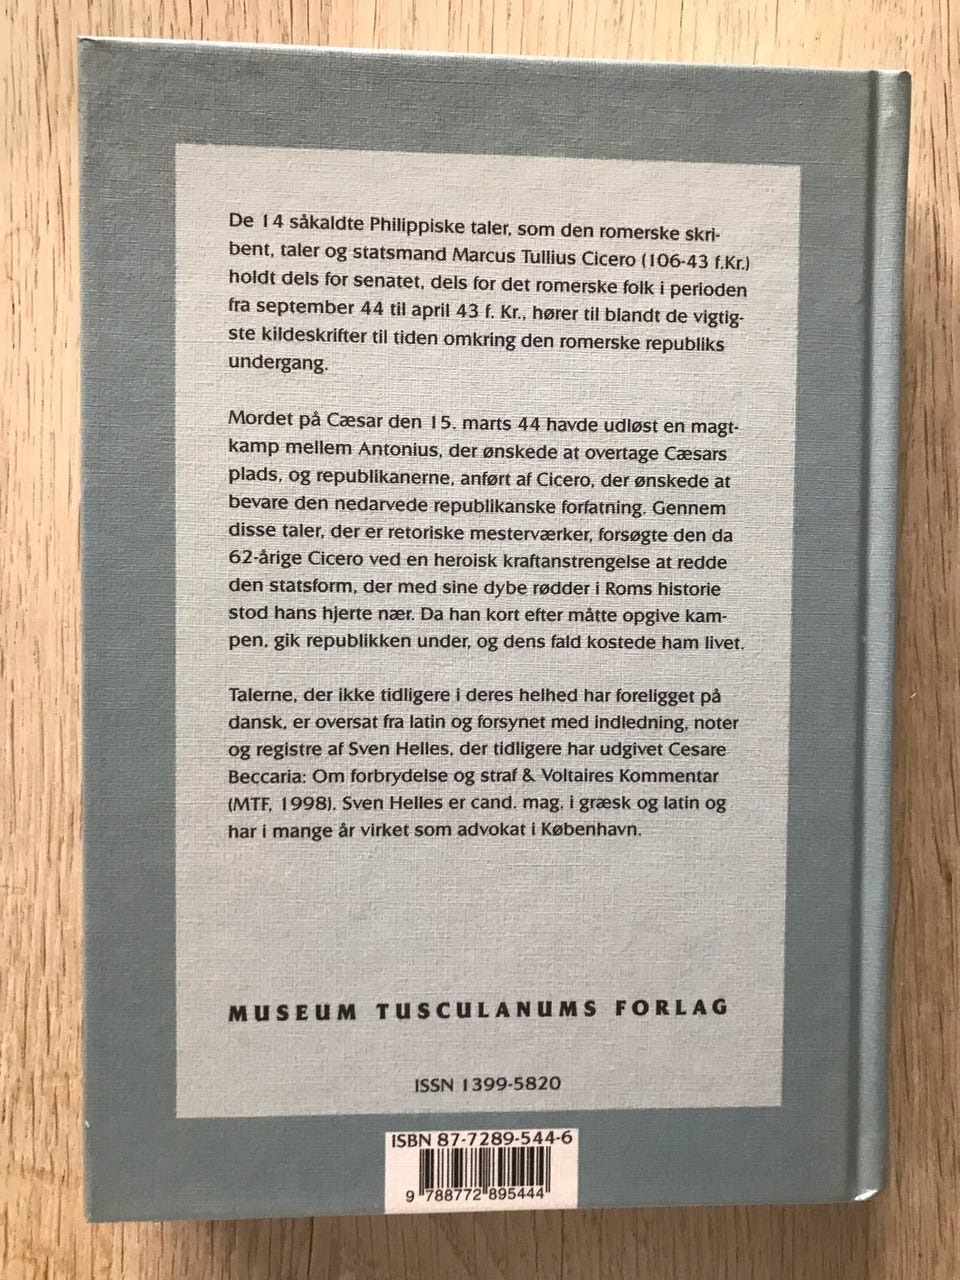 De 14 såkaldte Philippiske taler, som den romerske skri-
bent, taler og statsmand Marcus Tullius Cicero (106-43 f.Kr.)
holdt dels for senatet, dels for det romerske folk i perioden
fra september 44 til april 43 f. Kr., hører til blandt de vigtig-
ste kildeskrifter til tiden omkring den romerske republiks
undergang.
Mordet på Cæsar den 15. marts 44 havde udløst en magt-
kamp mellem Antonius, der ønskede at overtage Cæsars
plads, og republikanerne, anført af Cicero, der ønskede at
bevare den nedarvede republikanske forfatning. Gennem
disse taler, der er retoriske mesterværker, forsøgte den da
62-årige Cicero ved en heroisk kraftanstrengelse at redde
den statsform, der med sine dybe rødder i Roms historie
stod hans hjerte nær. Da han kort efter måtte opgive kam-
pen, gik republikken under, og dens fald kostede ham livet.
Talerne, der ikke tidligere i deres helhed har foreligget på
dansk, er oversat fra latin og forsynet med indledning, noter
og registre af Sven Helles, der tidligere har udgivet Cesare
Beccaria: Om forbrydelse og straf & Voltaires Kommentar
(MTF, 1998). Sven Helles er cand. mag. i græsk og latin og
har i mange år virket som advokat i København.
MUSEUM TUSCULANUMS FORLAG
ISSN 1399-5820
ISBN 87-7289-544-6
9 788772 895444